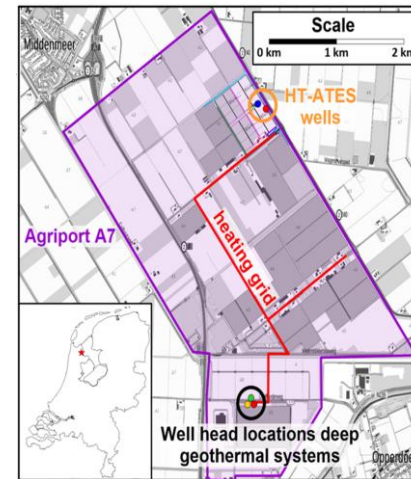 Scale
0 km 1 km 2 km
Middenmeer
HT-ATES
wells
Agriport A7
heating grid
Well head locations deep
geothermal systems
Opperdoes